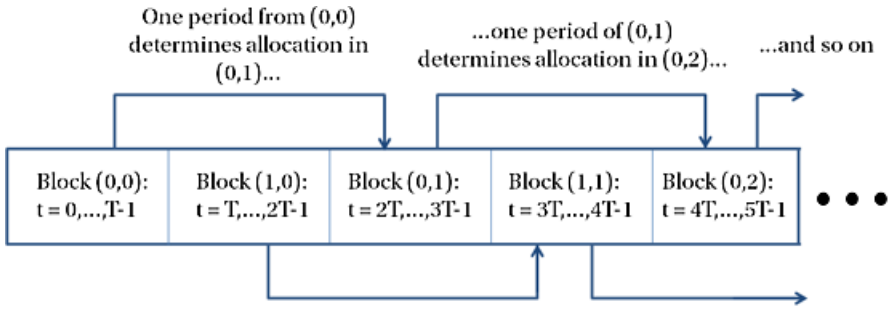 One period from (0,0)
determines allocation in
(0,1)...
...one period of (0,1)
determines allocation in (0,2)...
...and so on
Block (0,0):
t = 0,...,T-1
Block (1,0):
t = T,...,2T-1
Block (0,1):
t = 2T,...,3T-1
Block (1,1):
t = 3T,...,4T-1
Block (0,2):
t = 4T,...,5T-1